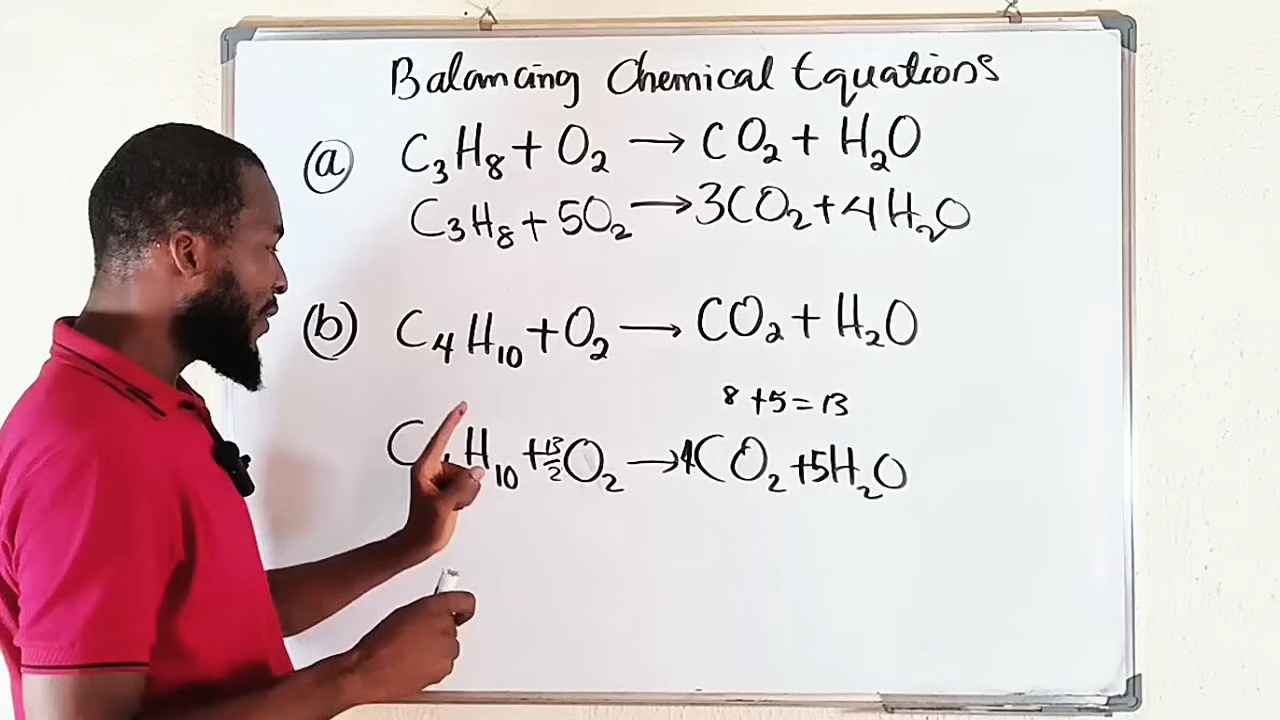 Balancing Chemical Equations
(a) C₃H₈ + O₂ → CO₂ + H₂O
C₃H₈ + 5O₂ → 3CO₂ + 4H₂O
(b) C₄H₁₀ + O₂ → CO₂ + H₂O
8 + 5 = 13
C H₁₀ + 13/2 O₂ → 4CO₂ + 5H₂O